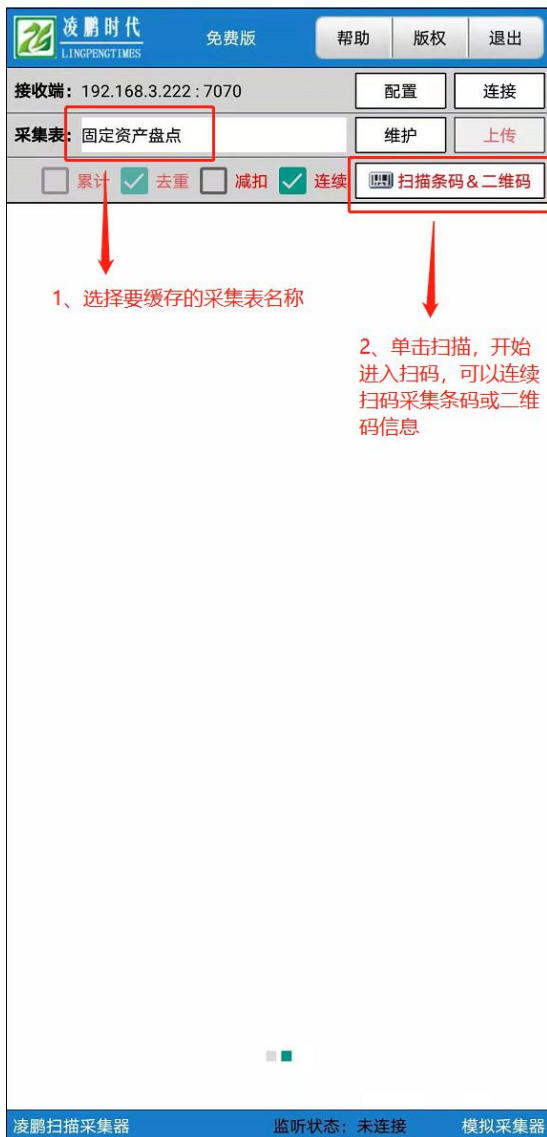 凌鹏时代
LINGPENGTIMES
免费版
帮助
版权
退出
接收端：192.168.3.222 : 7070
配置
连接
采集表：固定资产盘点
维护
上传
累计
去重
减扣
连续
扫描条码&二维码
1、选择要缓存的采集表名称
2、单击扫描，开始
进入扫码，可以连续
扫码采集条码或二维
码信息
凌鹏扫描采集器
监听状态：未连接
模拟采集器